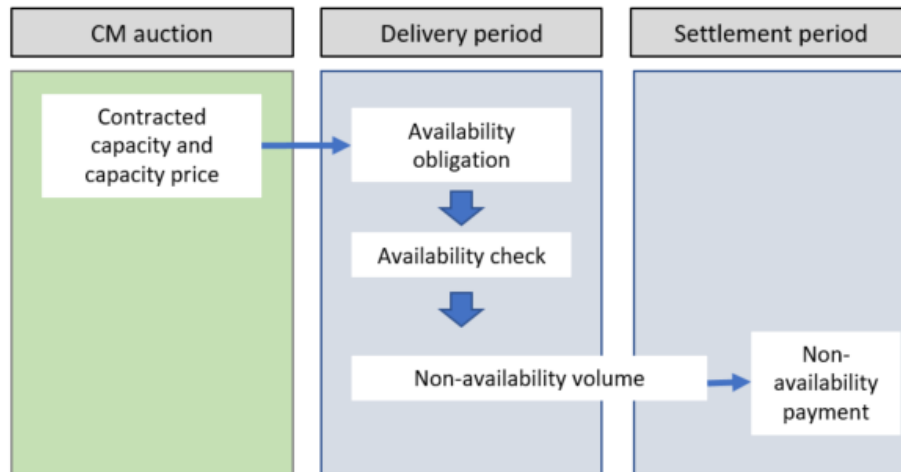 CM auction
Delivery period
Settlement period
Contracted
capacity and
capacity price
Availability
obligation
Availability check
Non-availability volume
Non-
availability
payment